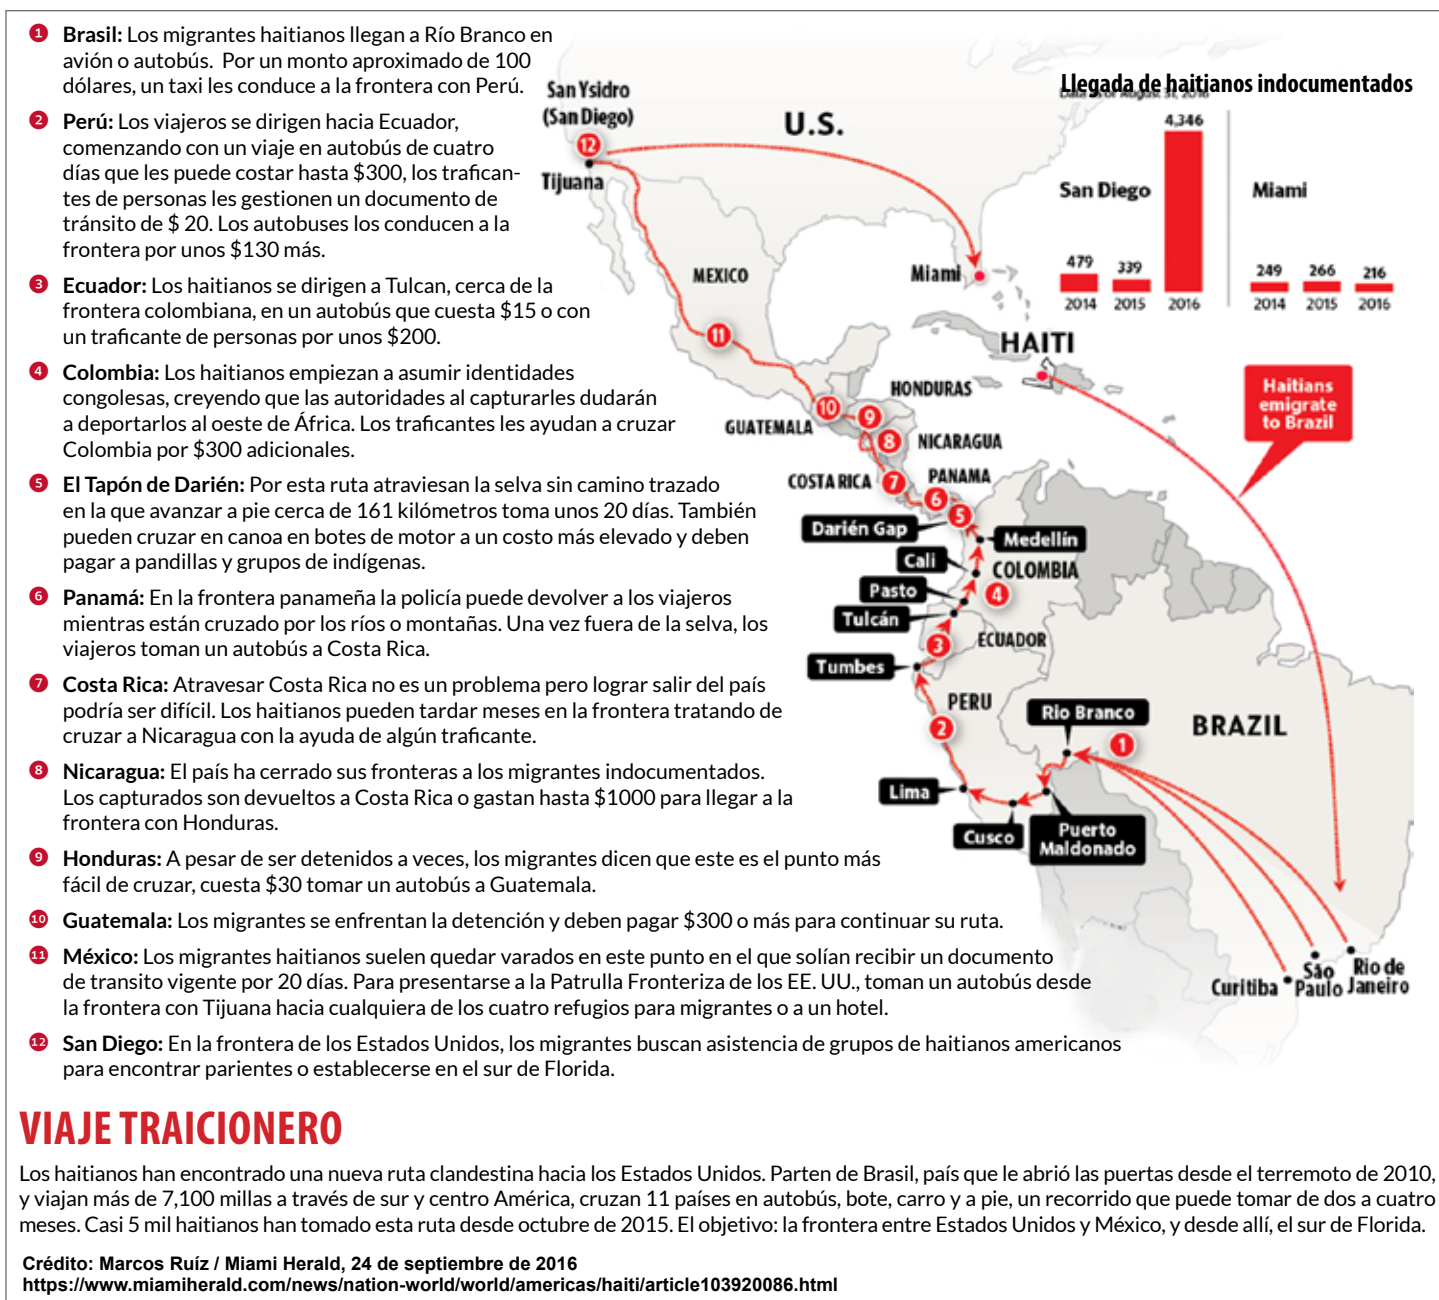 1 Brasil: Los migrantes haitianos llegan a Río Branco en
avión o autobús. Por un monto aproximado de 100
dólares, un taxi les conduce a la frontera con Perú.
2 Perú: Los viajeros se dirigen hacia Ecuador,
comenzando con un viaje en autobús de cuatro
días que les puede costar hasta $300, los trafican-
tes de personas les gestionen un documento de
tránsito de $ 20. Los autobuses los conducen a la
frontera por unos $130 más.
3 Ecuador: Los haitianos se dirigen a Tulcan, cerca de la
frontera colombiana, en un autobús que cuesta $15 o con
un traficante de personas por unos $200.
4 Colombia: Los haitianos empiezan a asumir identidades
congolesas, creyendo que las autoridades al capturarles dudarán
a deportarlos al oeste de África. Los traficantes les ayudan a cruzar
Colombia por $300 adicionales.
5 El Tapón de Darién: Por esta ruta atraviesan la selva sin camino trazado
en la que avanzar a pie cerca de 161 kilómetros toma unos 20 días. También
pueden cruzar en canoa en botes de motor a un costo más elevado y deben
pagar a pandillas y grupos de indígenas.
6 Panamá: En la frontera panameña la policía puede devolver a los viajeros
mientras están cruzado por los ríos o montañas. Una vez fuera de la selva, los
viajeros toman un autobús a Costa Rica.
7 Costa Rica: Atravesar Costa Rica no es un problema pero lograr salir del país
podría ser difícil. Los haitianos pueden tardar meses en la frontera tratando de
cruzar a Nicaragua con la ayuda de algún traficante.
8 Nicaragua: El país ha cerrado sus fronteras a los migrantes indocumentados.
Los capturados son devueltos a Costa Rica o gastan hasta $1000 para llegar a la
frontera con Honduras.
9 Honduras: A pesar de ser detenidos a veces, los migrantes dicen que este es el punto más
fácil de cruzar, cuesta $30 tomar un autobús a Guatemala.
10 Guatemala: Los migrantes se enfrentan la detención y deben pagar $300 o más para continuar su ruta.
11 México: Los migrantes haitianos suelen quedar varados en este punto en el que solían recibir un documento
de transito vigente por 20 días. Para presentarse a la Patrulla Fronteriza de los EE. UU., toman un autobús desde
la frontera con Tijuana hacia cualquiera de los cuatro refugios para migrantes o a un hotel.
12 San Diego: En la frontera de los Estados Unidos, los migrantes buscan asistencia de grupos de haitianos americanos
para encontrar parientes o establecerse en el sur de Florida.
San Ysidro
(San Diego)
12
Tijuana
U.S.
Llegada de haitianos indocumentados
August 31, 2016
San Diego
479
339
4,346
2014
2015
2016
Miami
249
266
216
2014
2015
2016
MEXICO
Miami
11
HAITI
Haitians
emigrate
to Brazil
HONDURAS
10
9
GUATEMALA
8
NICARAGUA
COSTA RICA
7
PANAMA
6
5
Darién Gap
Medellín
Cali
COLOMBIA
Pasto
4
Tulcán
3
ECUADOR
Tumbes
PERU
2
Rio Branco
1
BRAZIL
Lima
Cusco
Puerto
Maldonado
Curitiba
São
Paulo
Rio de
Janeiro
VIAJE TRAICIONERO
Los haitianos han encontrado una nueva ruta clandestina hacia los Estados Unidos. Parten de Brasil, país que le abrió las puertas desde el terremoto de 2010,
y viajan más de 7,100 millas a través de sur y centro América, cruzan 11 países en autobús, bote, carro y a pie, un recorrido que puede tomar de dos a cuatro
meses. Casi 5 mil haitianos han tomado esta ruta desde octubre de 2015. El objetivo: la frontera entre Estados Unidos y México, y desde allí, el sur de Florida.
Crédito: Marcos Ruíz / Miami Herald, 24 de septiembre de 2016
https://www.miamiherald.com/news/nation-world/world/americas/haiti/article103920086.html